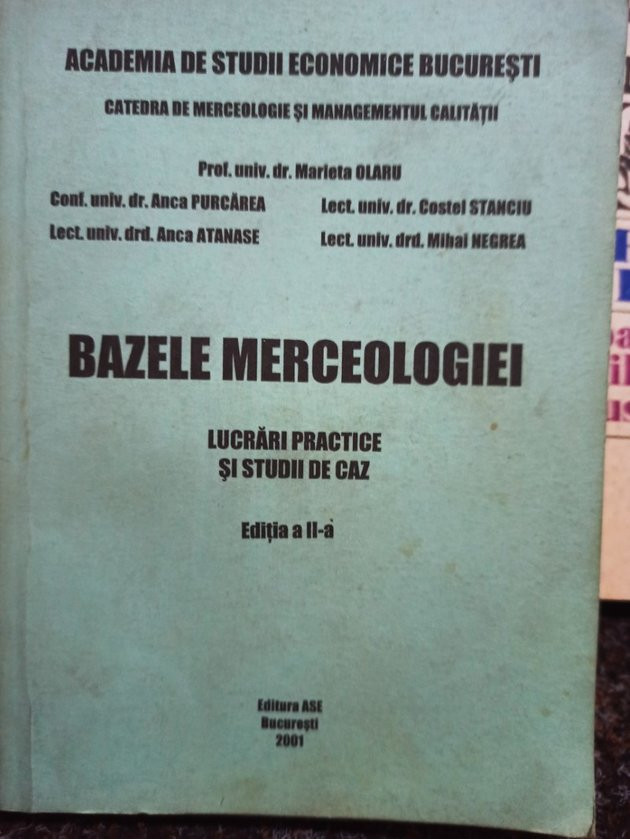 ACADEMIA DE STUDII ECONOMICE BUCUREȘTI
CATEDRA DE MERCEOLOGIE ȘI MANAGEMENTUL CALITĂȚII
Prof. univ. dr. Marieta OLARU
Conf. univ. dr. Anca PURCĂREA Lect. univ. dr. Costel STANCIU
Lect. univ. drd. Anca ATANASE Lect. univ. drd. Mihai NEGREA
BAZELE MERCEOLOGIEI
LUCRĂRI PRACTICE
ȘI STUDII DE CAZ
Ediția a II-a
Editura ASE
București
2001